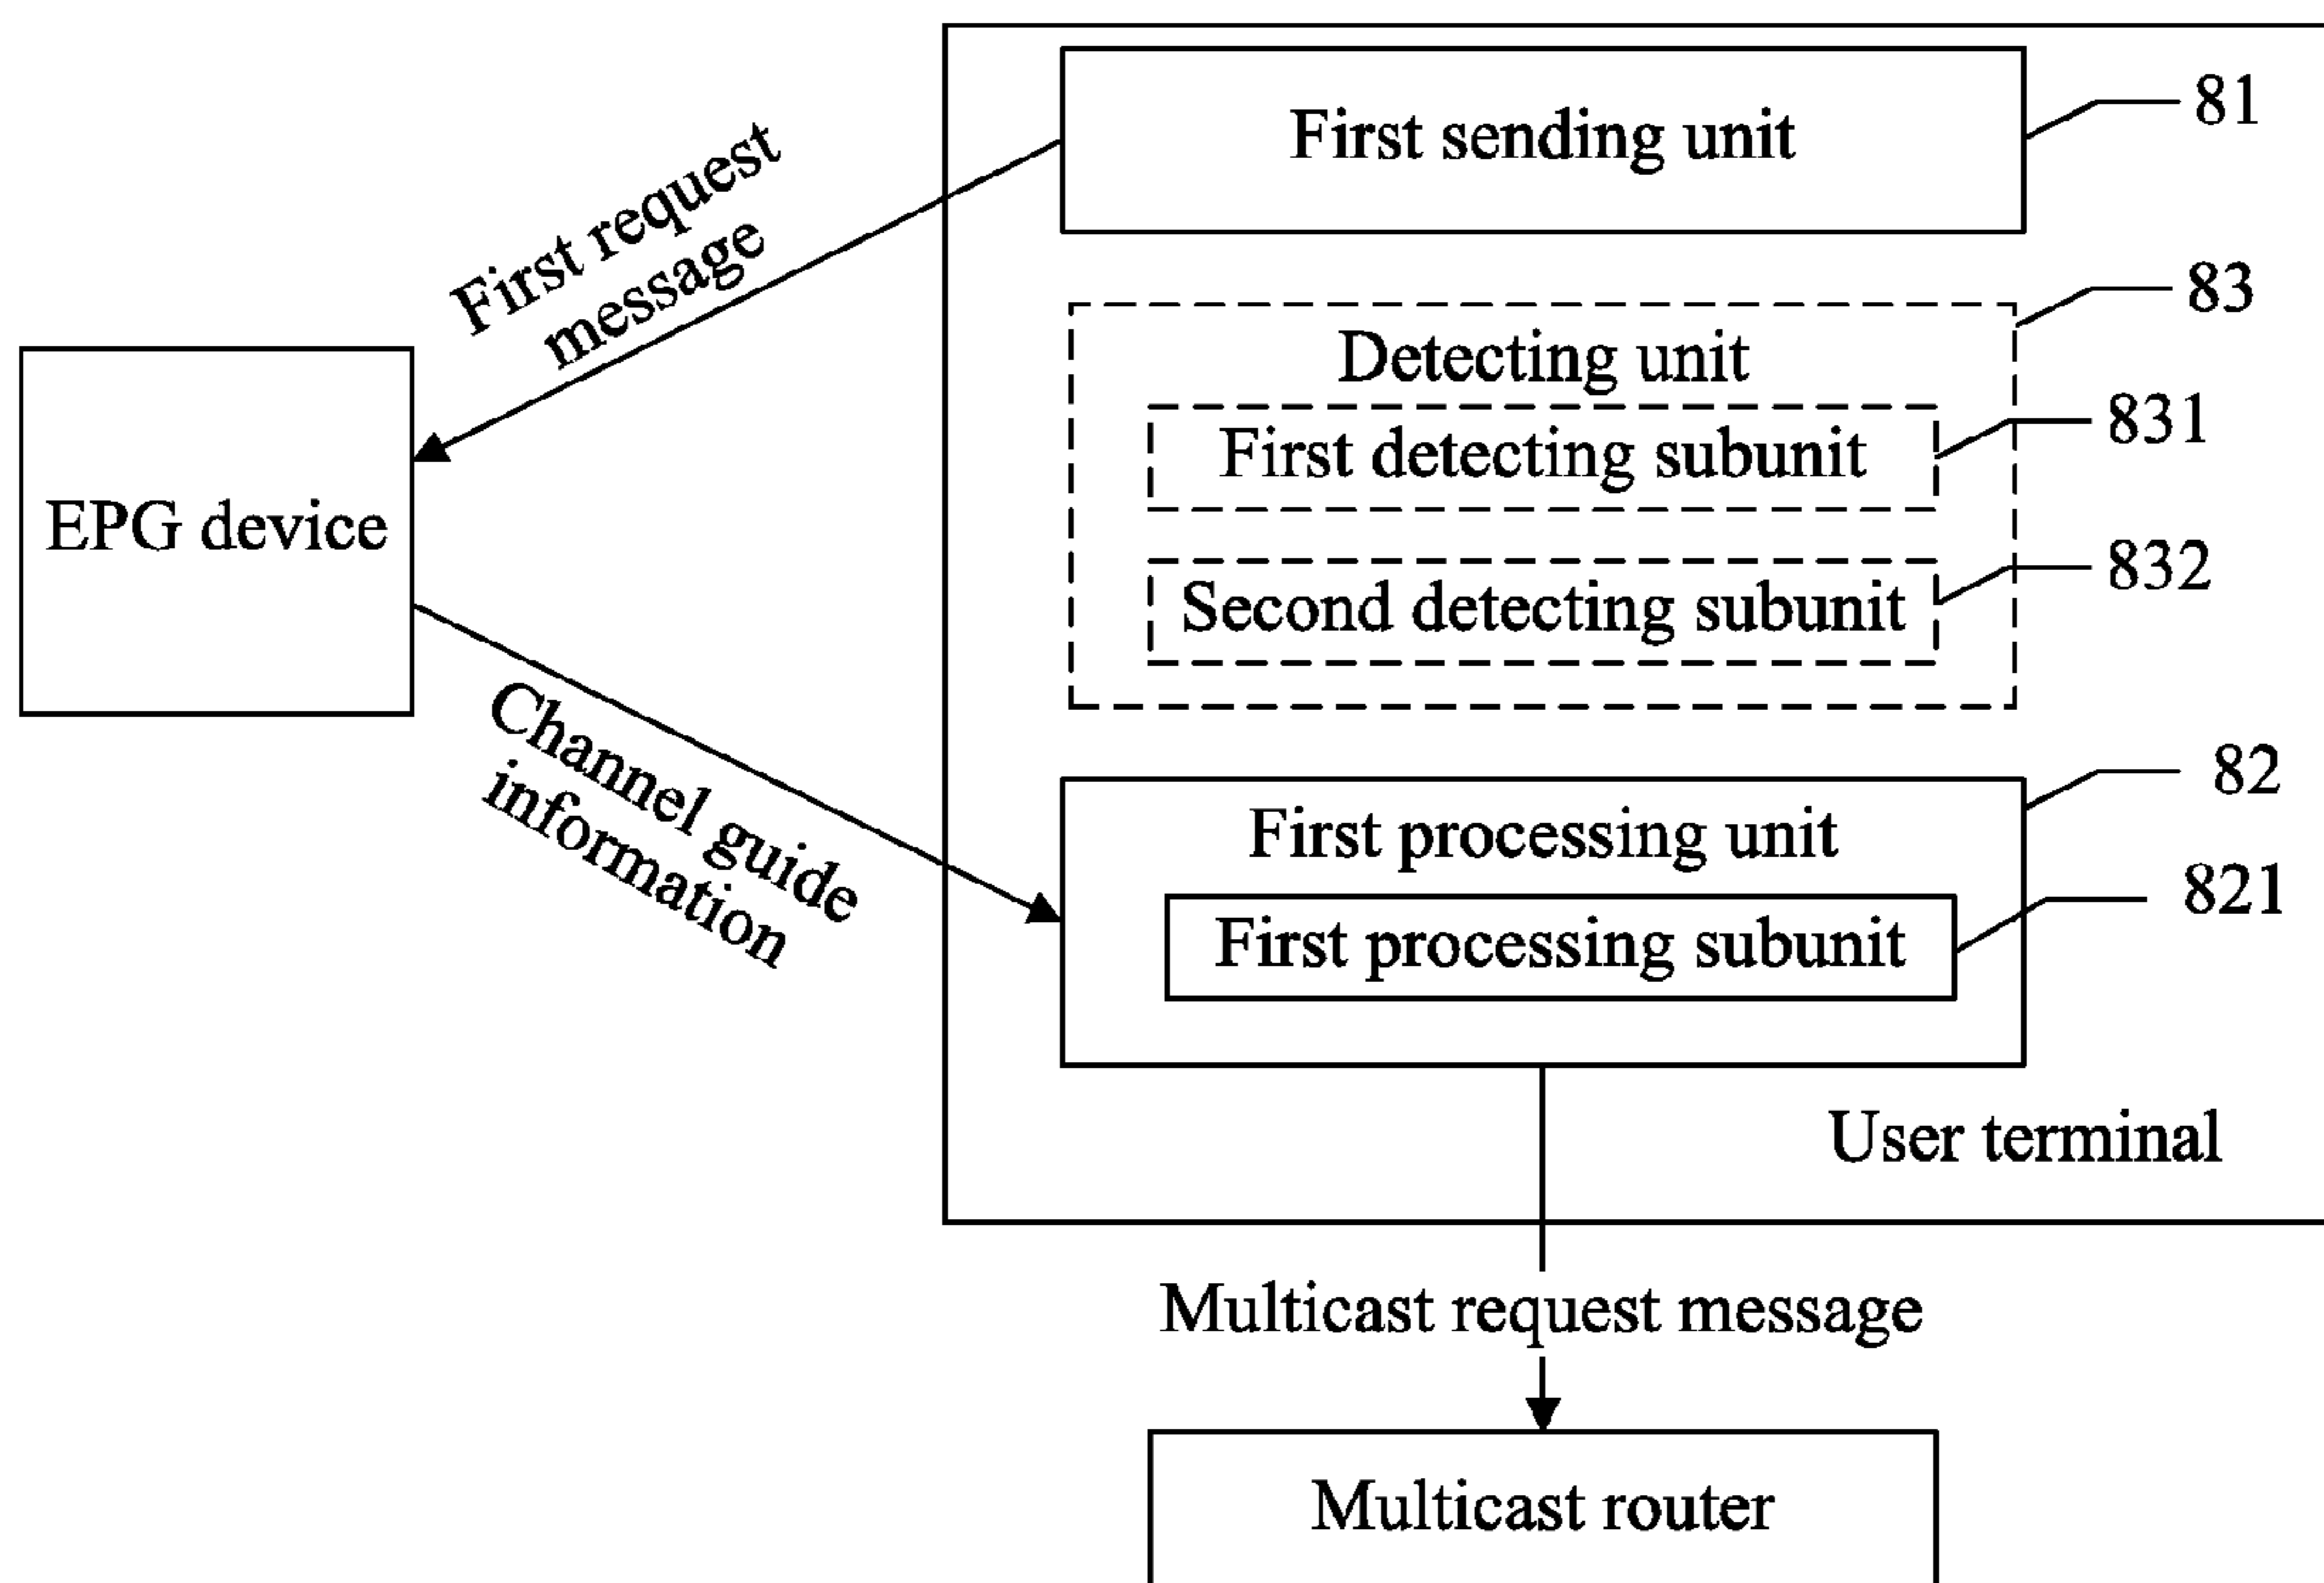 First sending unit
81
First request
message
83
Detecting unit
First detecting subunit
831
EPG device
Second detecting subunit
832
Channel guide
information
82
First processing unit
821
First processing subunit
User terminal
Multicast request message
Multicast router